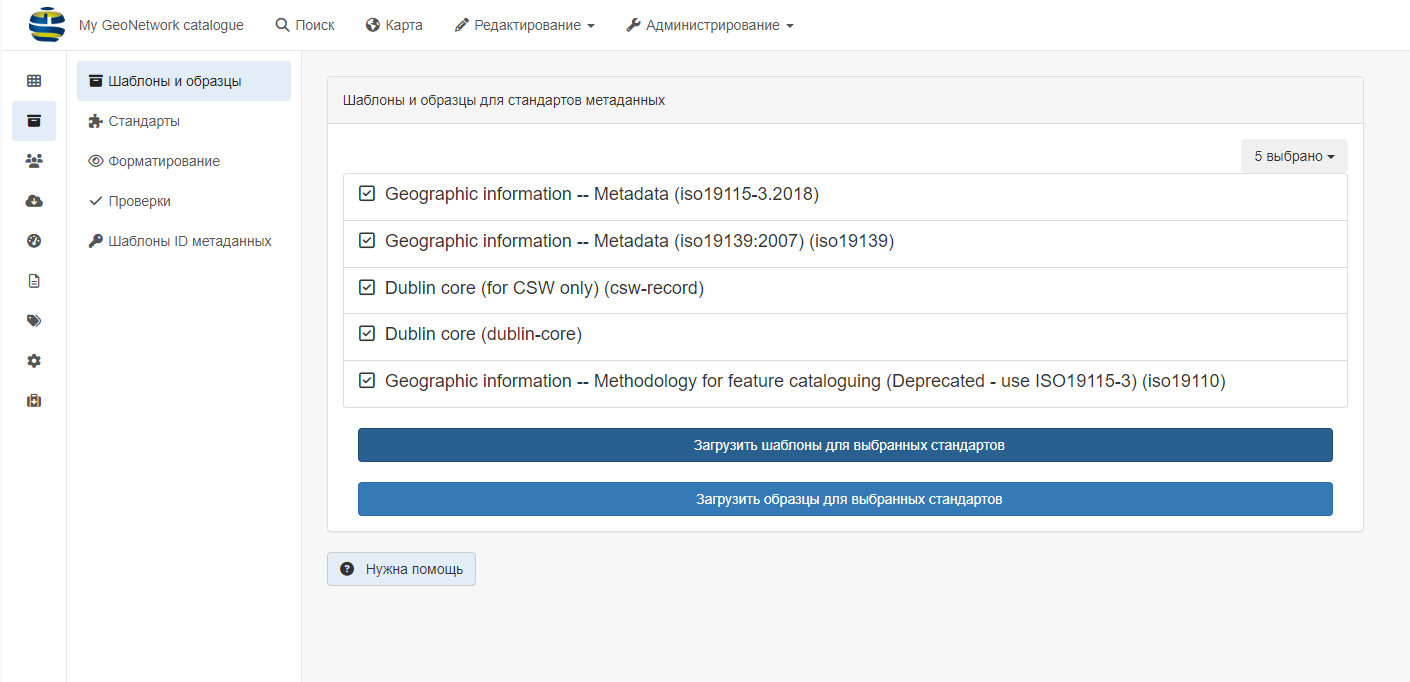 My GeoNetwork catalogue Поиск Карта Редактирование Администрирование
Шаблоны и образцы
Стандарты
Форматирование
Проверки
Шаблоны ID метаданных
Шаблоны и образцы для стандартов метаданных
5 выбрано
Geographic information -- Metadata (iso19115-3.2018)
Geographic information -- Metadata (iso19139:2007) (iso19139)
Dublin core (for CSW only) (csw-record)
Dublin core (dublin-core)
Geographic information -- Methodology for feature cataloguing (Deprecated - use ISO19115-3) (iso19110)
Загрузить шаблоны для выбранных стандартов
Загрузить образцы для выбранных стандартов
Нужна помощь